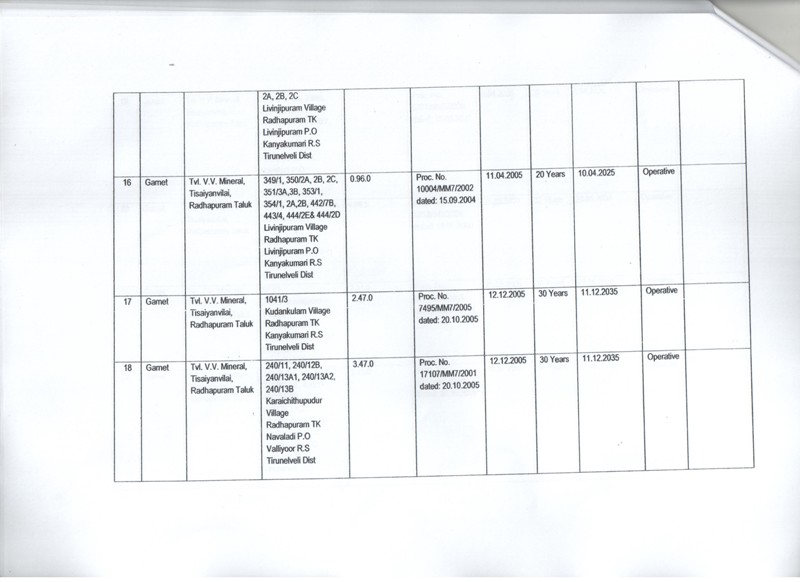 2A, 2B, 2C
Livinjipuram Village
Radhapuram TK
Livinjipuram P.O
Kanyakumari R.S
Tirunelveli Dist
16
Garnet
Tvl. V.V. Mineral,
Tisaiyanvilai,
Radhapuram Taluk
349/1, 350/2A, 2B, 2C,
351/3A,3B, 353/1,
354/1, 2A,2B, 442/7B,
443/4, 444/2E& 444/2D
Livinjipuram Village
Radhapuram TK
Livinjipuram P.O
Kanyakumari R.S
Tirunelveli Dist
0.96.0
Proc. No.
10004/MM7/2002
dated: 15.09.2004
11.04.2005
20 Years
10.04.2025
Operative
17
Garnet
Tvl. V.V. Mineral,
Tisaiyanvilai,
Radhapuram Taluk
1041/3
Kudankulam Village
Radhapuram TK
Kanyakumari R.S
Tirunelveli Dist
2.47.0
Proc. No.
7495/MM7/2005
dated: 20.10.2005
12.12.2005
30 Years
11.12.2035
Operative
18
Garnet
Tvl. V.V. Mineral,
Tisaiyanvilai,
Radhapuram Taluk
240/11, 240/12B,
240/13A1, 240/13A2,
240/13B
Karaichithupudur
Village
Radhapuram TK
Navaladi P.O
Valliyoor R.S
Tirunelveli Dist
3.47.0
Proc. No.
17107/MM7/2001
dated: 20.10.2005
12.12.2005
30 Years
11.12.2035
Operative